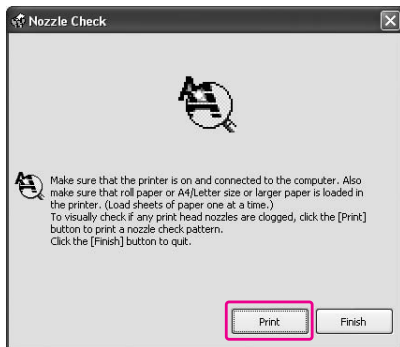 Nozzle Check
Make sure that the printer is on and connected to the computer. Also
make sure that roll paper or A4/Letter size or larger paper is loaded in
the printer. (Load sheets of paper one at a time.)
To visually check if any print head nozzles are clogged, click the [Print]
button to print a nozzle check pattern.
Click the [Finish] button to quit.
Print
Finish